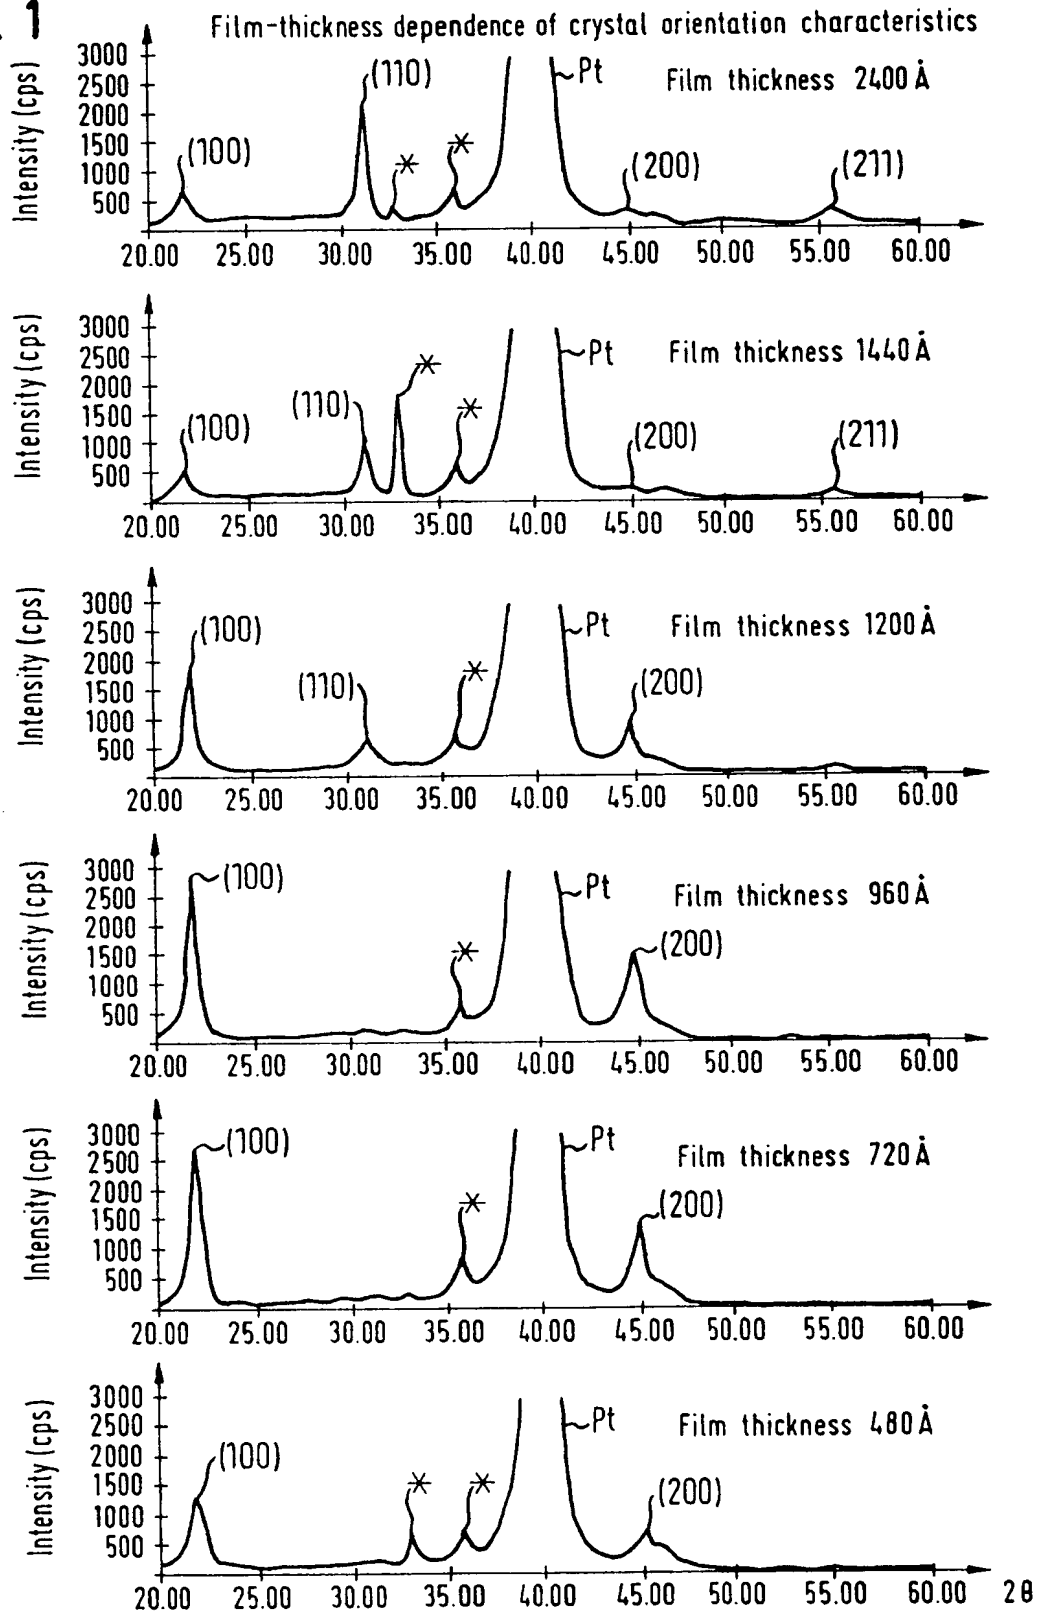 . 1
Film-thickness dependence of crystal orientation characteristics
Intensity (cps)
3000
2500
2000
1500
1000
500
(100)
(110)
*
*
Pt
Film thickness 2400 Å
(200)
(211)
20.00 25.00 30.00 35.00 40.00 45.00 50.00 55.00 60.00
Intensity (cps)
3000
2500
2000
1500
1000
500
(100)
(110)
*
*
Pt
Film thickness 1440 Å
(200)
(211)
20.00 25.00 30.00 35.00 40.00 45.00 50.00 55.00 60.00
Intensity (cps)
3000
2500
2000
1500
1000
500
(100)
(110)
*
Pt
Film thickness 1200 Å
(200)
20.00 25.00 30.00 35.00 40.00 45.00 50.00 55.00 60.00
Intensity (cps)
3000
2500
2000
1500
1000
500
(100)
*
Pt
Film thickness 960 Å
(200)
20.00 25.00 30.00 35.00 40.00 45.00 50.00 55.00 60.00
Intensity (cps)
3000
2500
2000
1500
1000
500
(100)
*
Pt
Film thickness 720 Å
(200)
20.00 25.00 30.00 35.00 40.00 45.00 50.00 55.00 60.00
Intensity (cps)
3000
2500
2000
1500
1000
500
(100)
*
*
Pt
Film thickness 480 Å
(200)
20.00 25.00 30.00 35.00 40.00 45.00 50.00 55.00 60.00 2θ